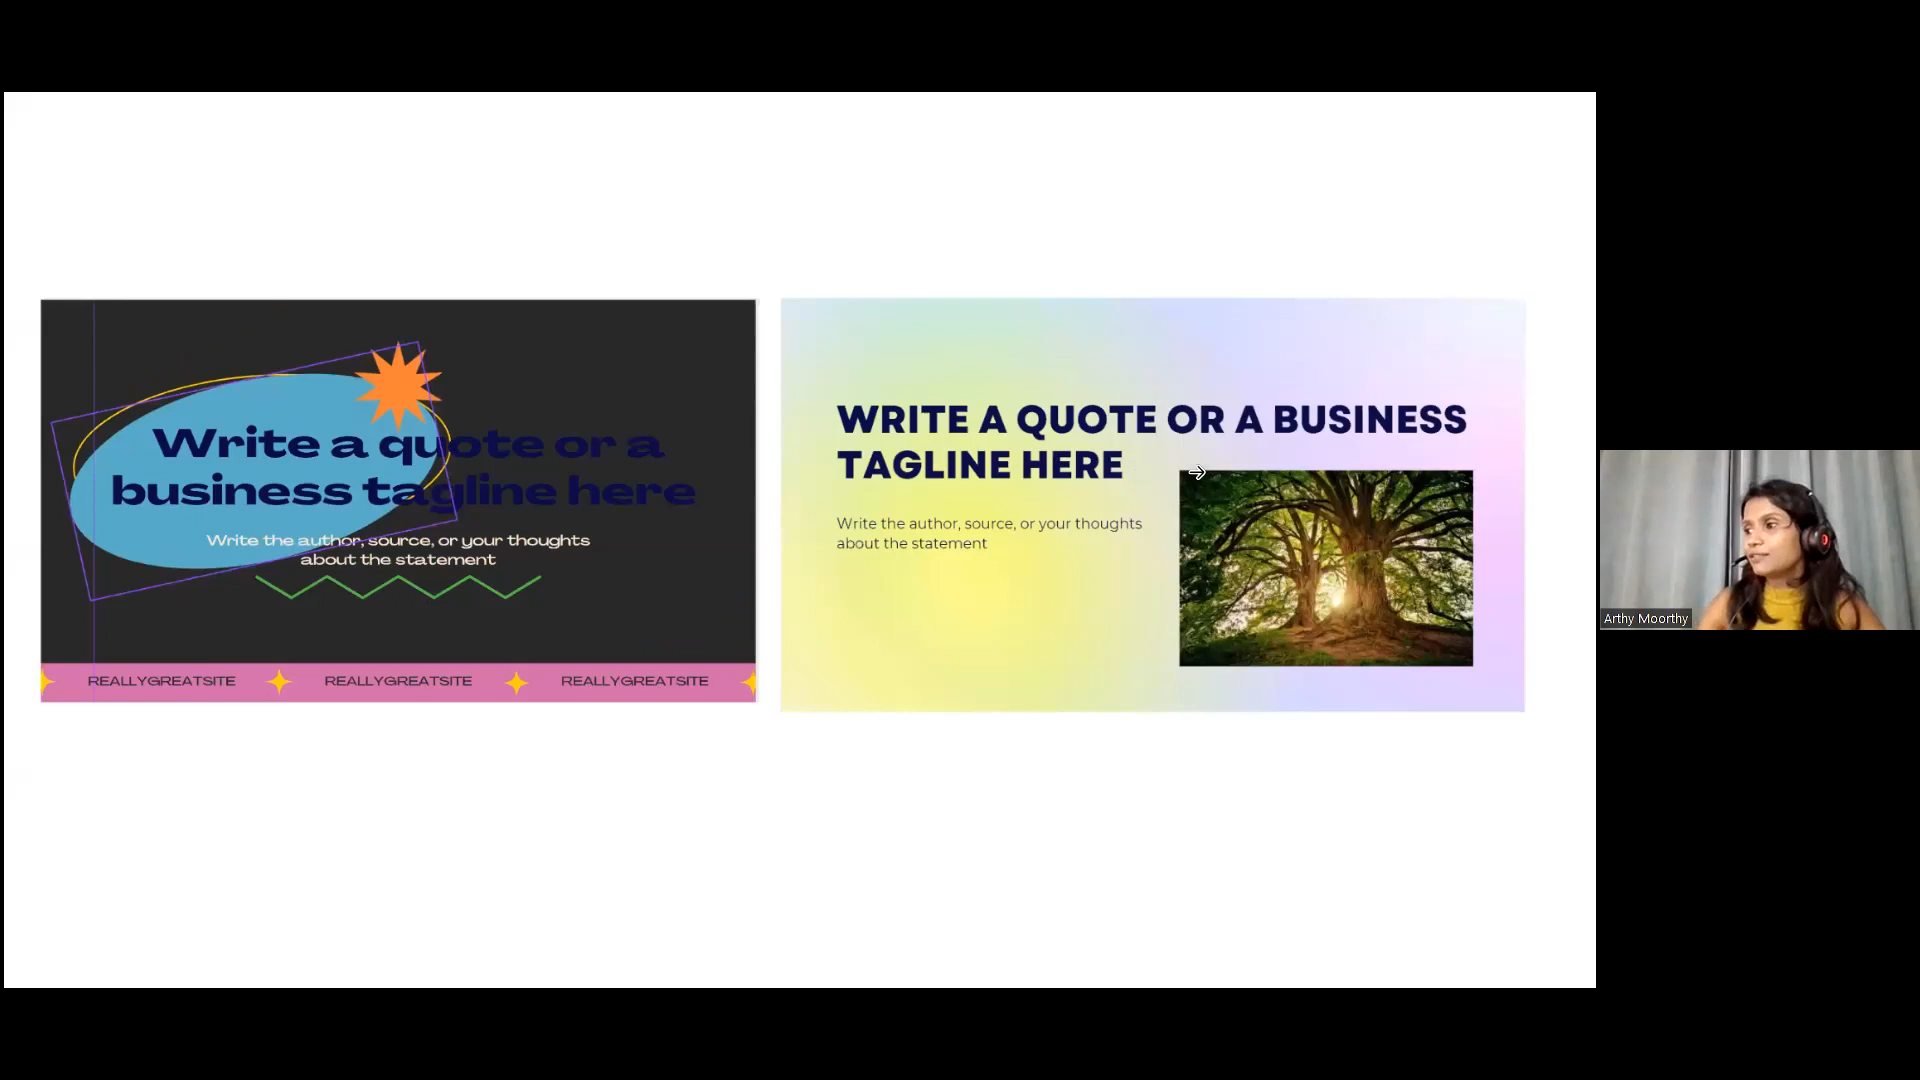 Write a quote or a
business tagline here
Write the author, source, or your thoughts
about the statement
REALLYGREATSITE REALLYGREATSITE REALLYGREATSITE
WRITE A QUOTE OR A BUSINESS
TAGLINE HERE
Write the author, source, or your thoughts
about the statement
Arthy Moorthy